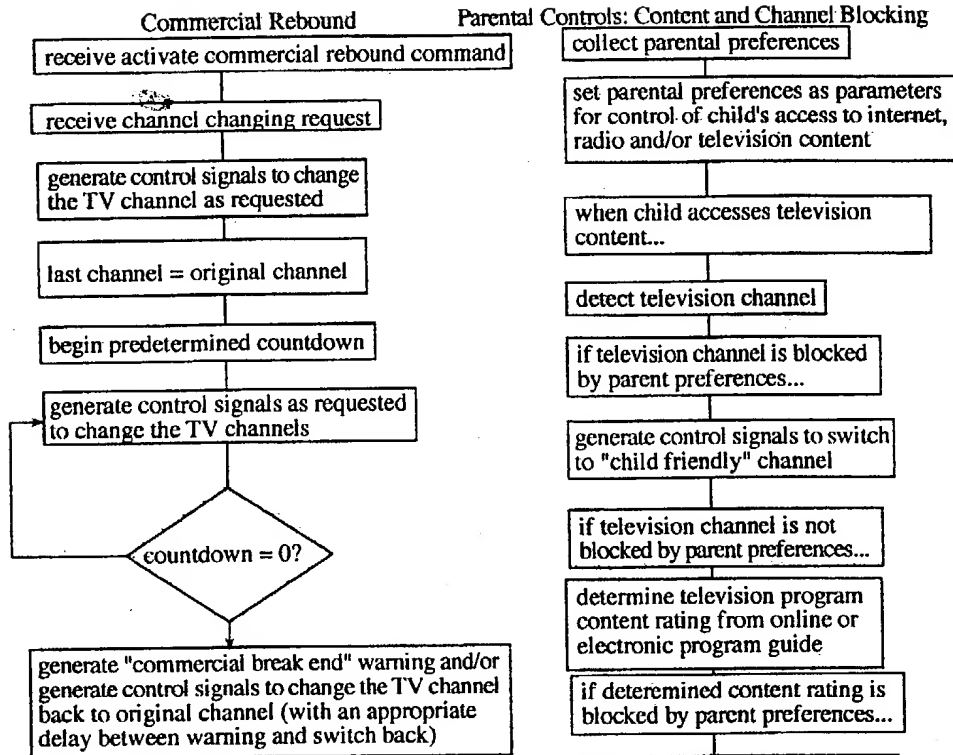 Commercial Rebound
receive activate commercial rebound command
receive channel changing request
generate control signals to change
the TV channel as requested
last channel = original channel
begin predetermined countdown
generate control signals as requested
to change the TV channels
countdown = 0?
generate "commercial break end" warning and/or
generate control signals to change the TV channel
back to original channel (with an appropriate
delay between warning and switch back)
Parental Controls: Content and Channel Blocking
collect parental preferences
set parental preferences as parameters
for control of child's access to internet,
radio and/or television content
when child accesses television
content...
detect television channel
if television channel is blocked
by parent preferences...
generate control signals to switch
to "child friendly" channel
if television channel is not
blocked by parent preferences...
determine television program
content rating from online or
electronic program guide
if deteremined content rating is
blocked by parent preferences...